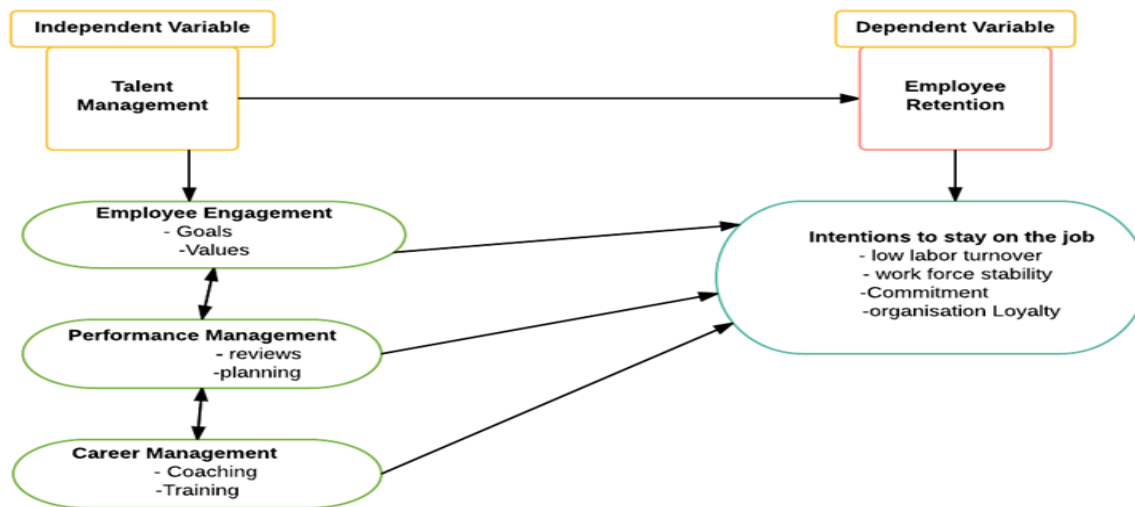 Independent Variable
Dependent Variable
Talent
Management
Employee
Retention
Employee Engagement
- Goals
-Values
Intentions to stay on the job
- low labor turnover
- work force stability
-Commitment
-organisation Loyalty
Performance Management
- reviews
-planning
Career Management
- Coaching
-Training